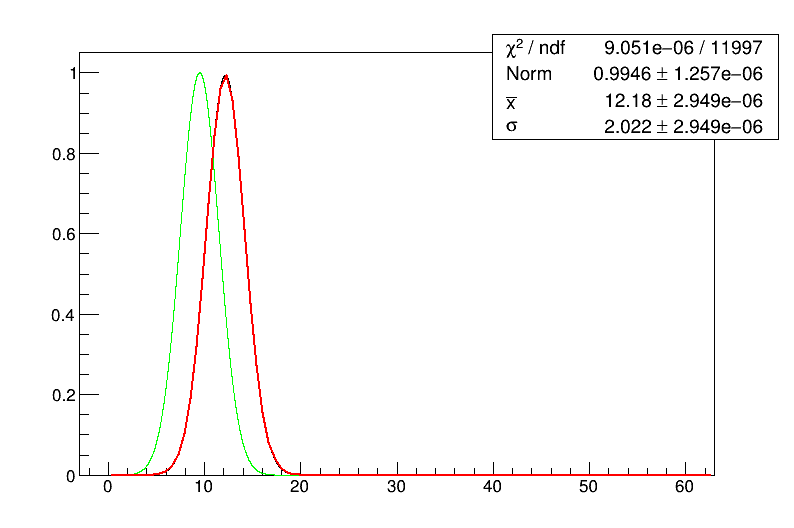 χ² / ndf 9.051e−06 / 11997
Norm 0.9946 ± 1.257e−06
x̅ 12.18 ± 2.949e−06
σ 2.022 ± 2.949e−06
1
0.8
0.6
0.4
0.2
0
0 10 20 30 40 50 60